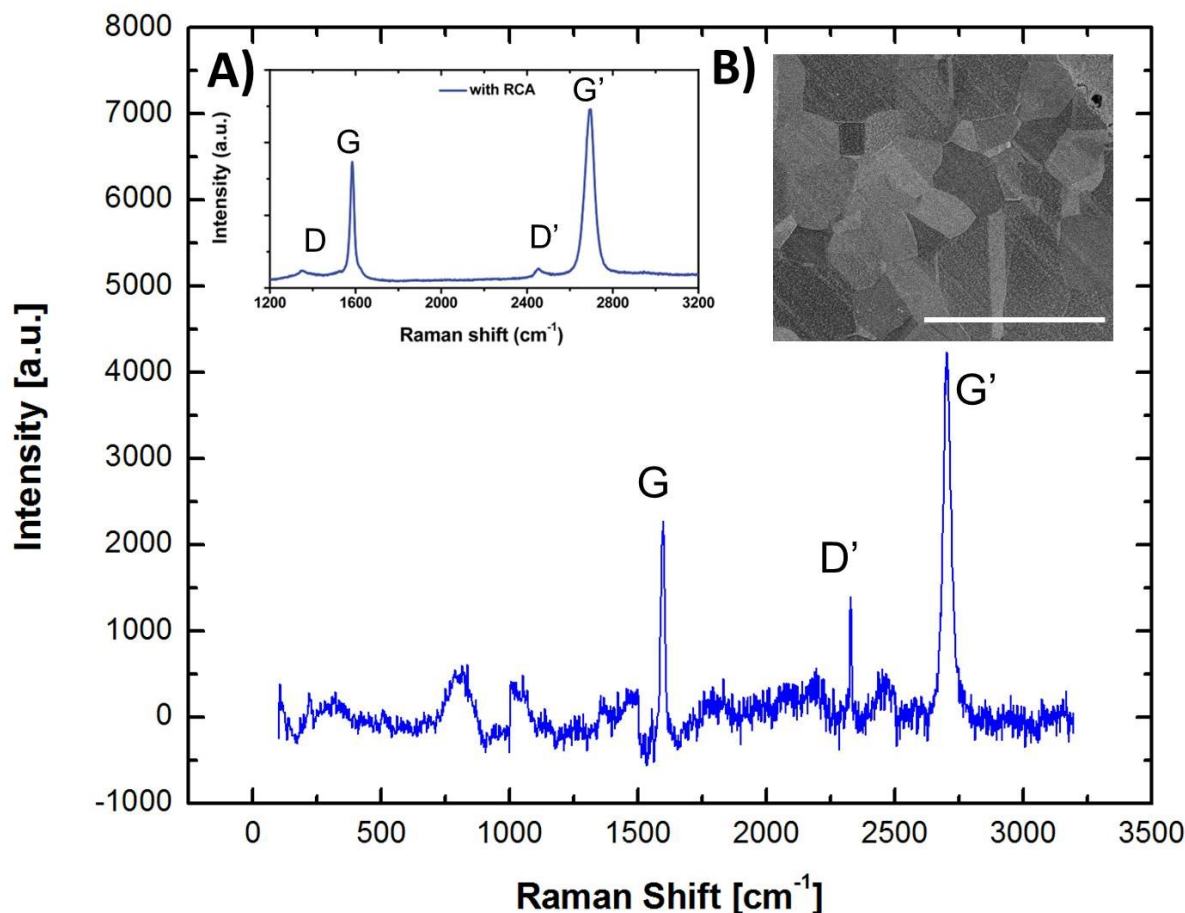 8000
7000
6000
5000
4000
3000
2000
1000
0
-1000
Intensity [a.u.]
0 500 1000 1500 2000 2500 3000 3500
Raman Shift [cm⁻¹]
A)
with RCA
G
G’
D
D’
Intensity (a.u.)
1200 1600 2000 2400 2800 3200
Raman shift (cm⁻¹)
B)
G
D’
G’